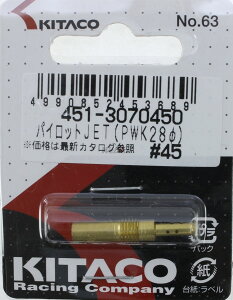 KITACO
No.63
4990852453689
451-3070450
パイロットJET(PWK28φ)
※価格は最新カタログ参照 #45
プラ
パック
紙
台紙:ラベル
KITACO
Racing Company